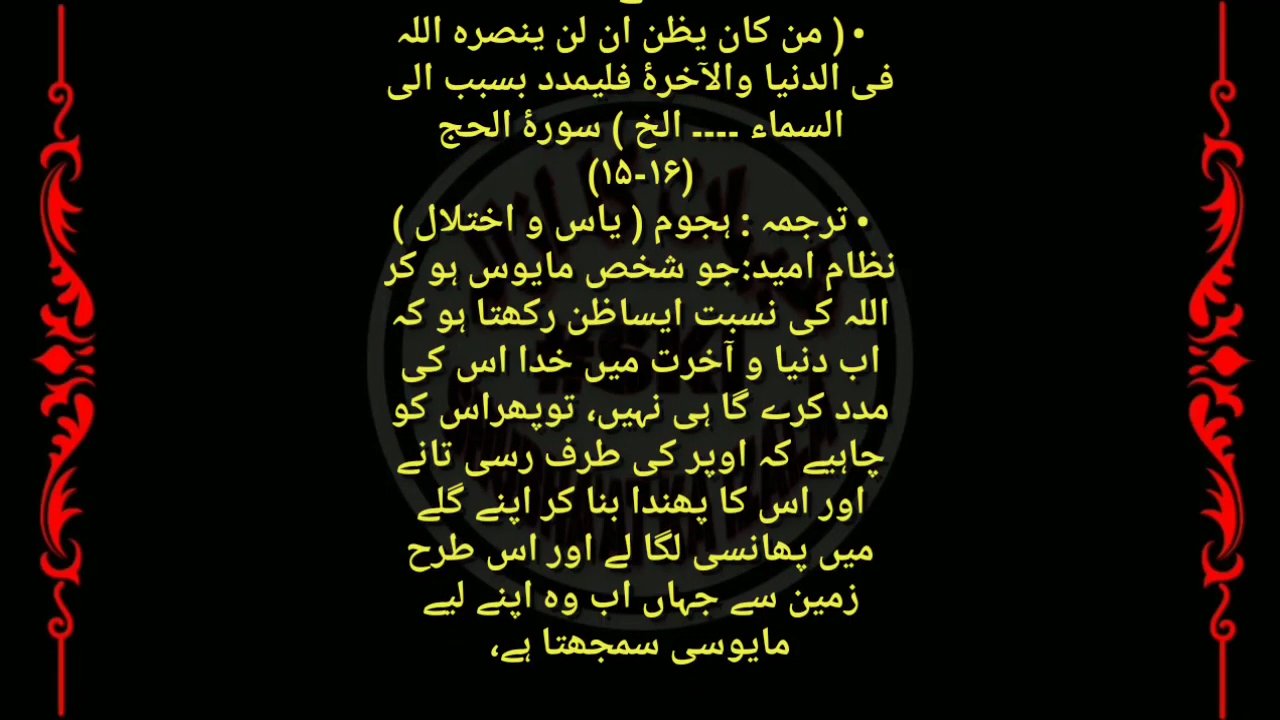 • ( من کان یظن ان لن ینصرہ اللہ
فی الدنیا والآخرۂ فلیمدد بسبب الی
السماء ---- الخ ) سورۂ الحج
(۱۵-۱۶)
• ترجمہ : ہجوم ( یاس و اختلال )
نظام امید:جو شخص مایوس ہو کر
اللہ کی نسبت ایساظن رکھتا ہو کہ
اب دنیا و آخرت میں خدا اس کی
مدد کرے گا ہی نہیں، توپھراس کو
چاہیے کہ اوپر کی طرف رسی تانے
اور اس کا پھندا بنا کر اپنے گلے
میں پھانسی لگا لے اور اس طرح
زمین سے جہاں اب وہ اپنے لیے
مایوسی سمجھتا ہے،